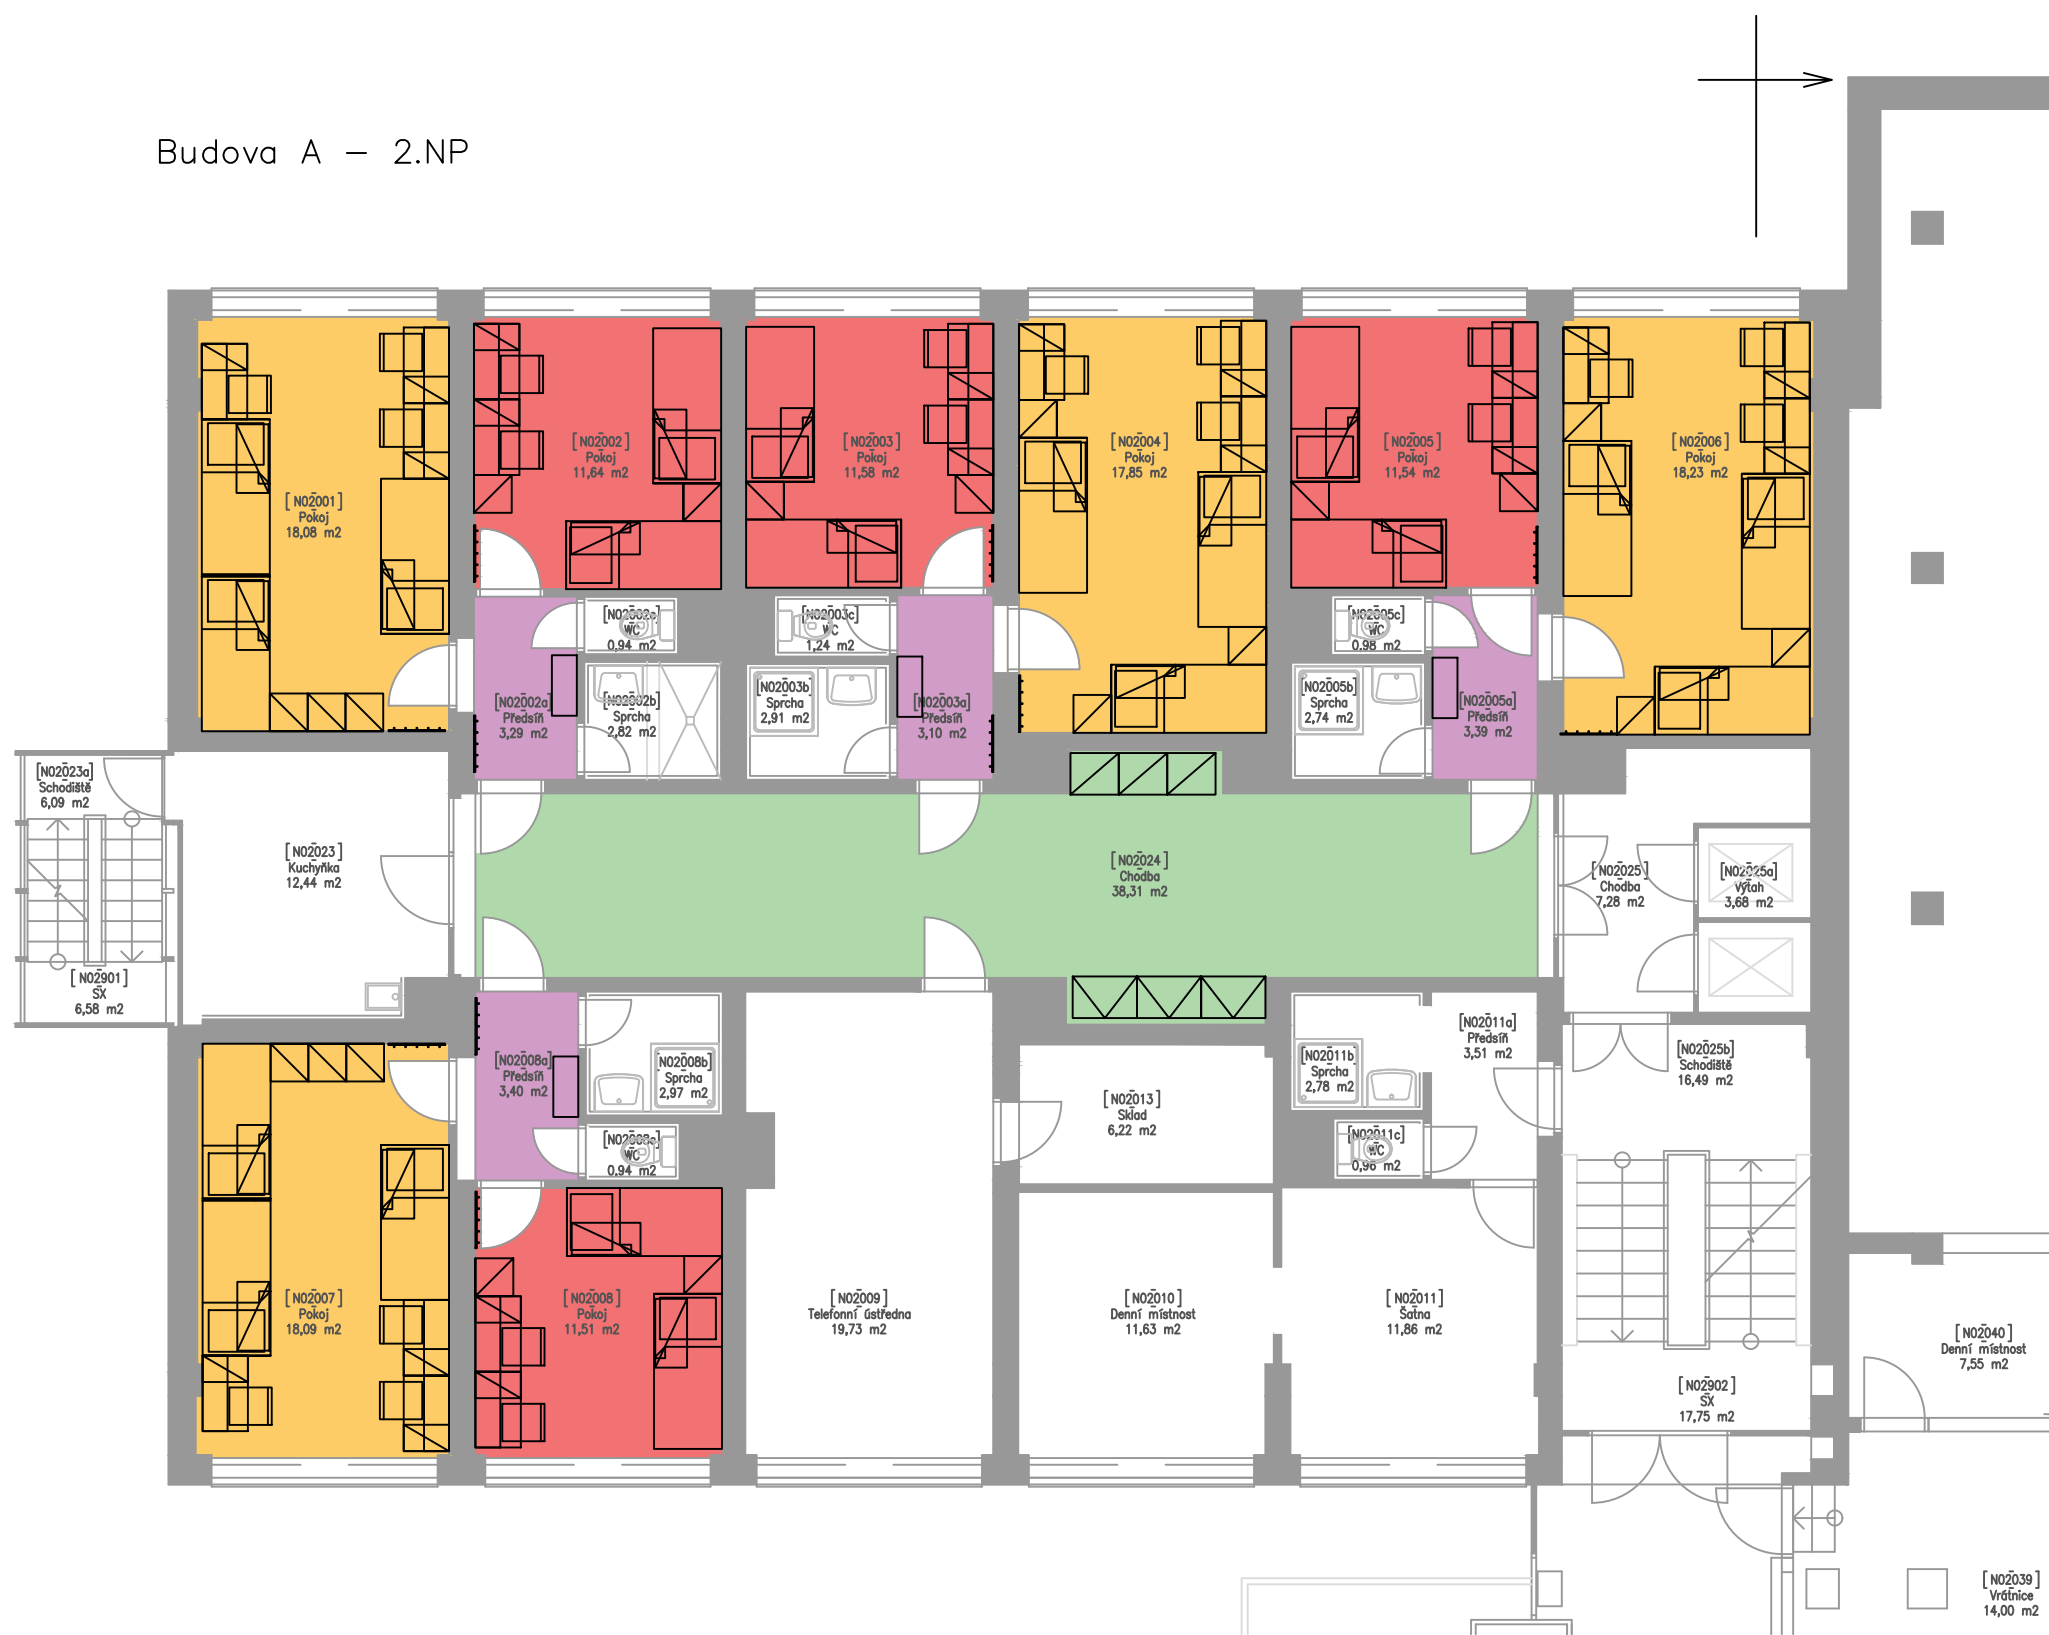 Budova A – 2.NP
[N02001]
Pokoj
18,08 m2
[N02002]
Pokoj
11,64 m2
[N02003]
Pokoj
11,58 m2
[N02004]
Pokoj
17,85 m2
[N02005]
Pokoj
11,54 m2
[N02006]
Pokoj
18,23 m2
[N02002c]
WC
0,94 m2
[N02003c]
WC
1,24 m2
[N02005c]
WC
0,98 m2
[N02002a]
Předsíň
3,29 m2
[N02002b]
Sprcha
2,82 m2
[N02003b]
Sprcha
2,91 m2
[N02003a]
Předsíň
3,10 m2
[N02005b]
Sprcha
2,74 m2
[N02005a]
Předsíň
3,39 m2
[N02023a]
Schodiště
6,09 m2
[N02023]
Kuchyňka
12,44 m2
[N02024]
Chodba
38,31 m2
[N02025]
Chodba
7,28 m2
[N02025a]
Výtah
3,68 m2
[N02901]
SX
6,58 m2
[N02008a]
Předsíň
3,40 m2
[N02008b]
Sprcha
2,97 m2
[N02011b]
Sprcha
2,78 m2
[N02011a]
Předsíň
3,51 m2
[N02025b]
Schodiště
16,49 m2
[N02013]
Sklad
6,22 m2
[N02008c]
WC
0,94 m2
[N02011c]
WC
0,96 m2
[N02007]
Pokoj
18,09 m2
[N02008]
Pokoj
11,51 m2
[N02009]
Telefonní ústředna
19,73 m2
[N02010]
Denní místnost
11,63 m2
[N02011]
Šatna
11,86 m2
[N02040]
Denní místnost
7,55 m2
[N02902]
SX
17,75 m2
[N02039]
Vrátnice
14,00 m2